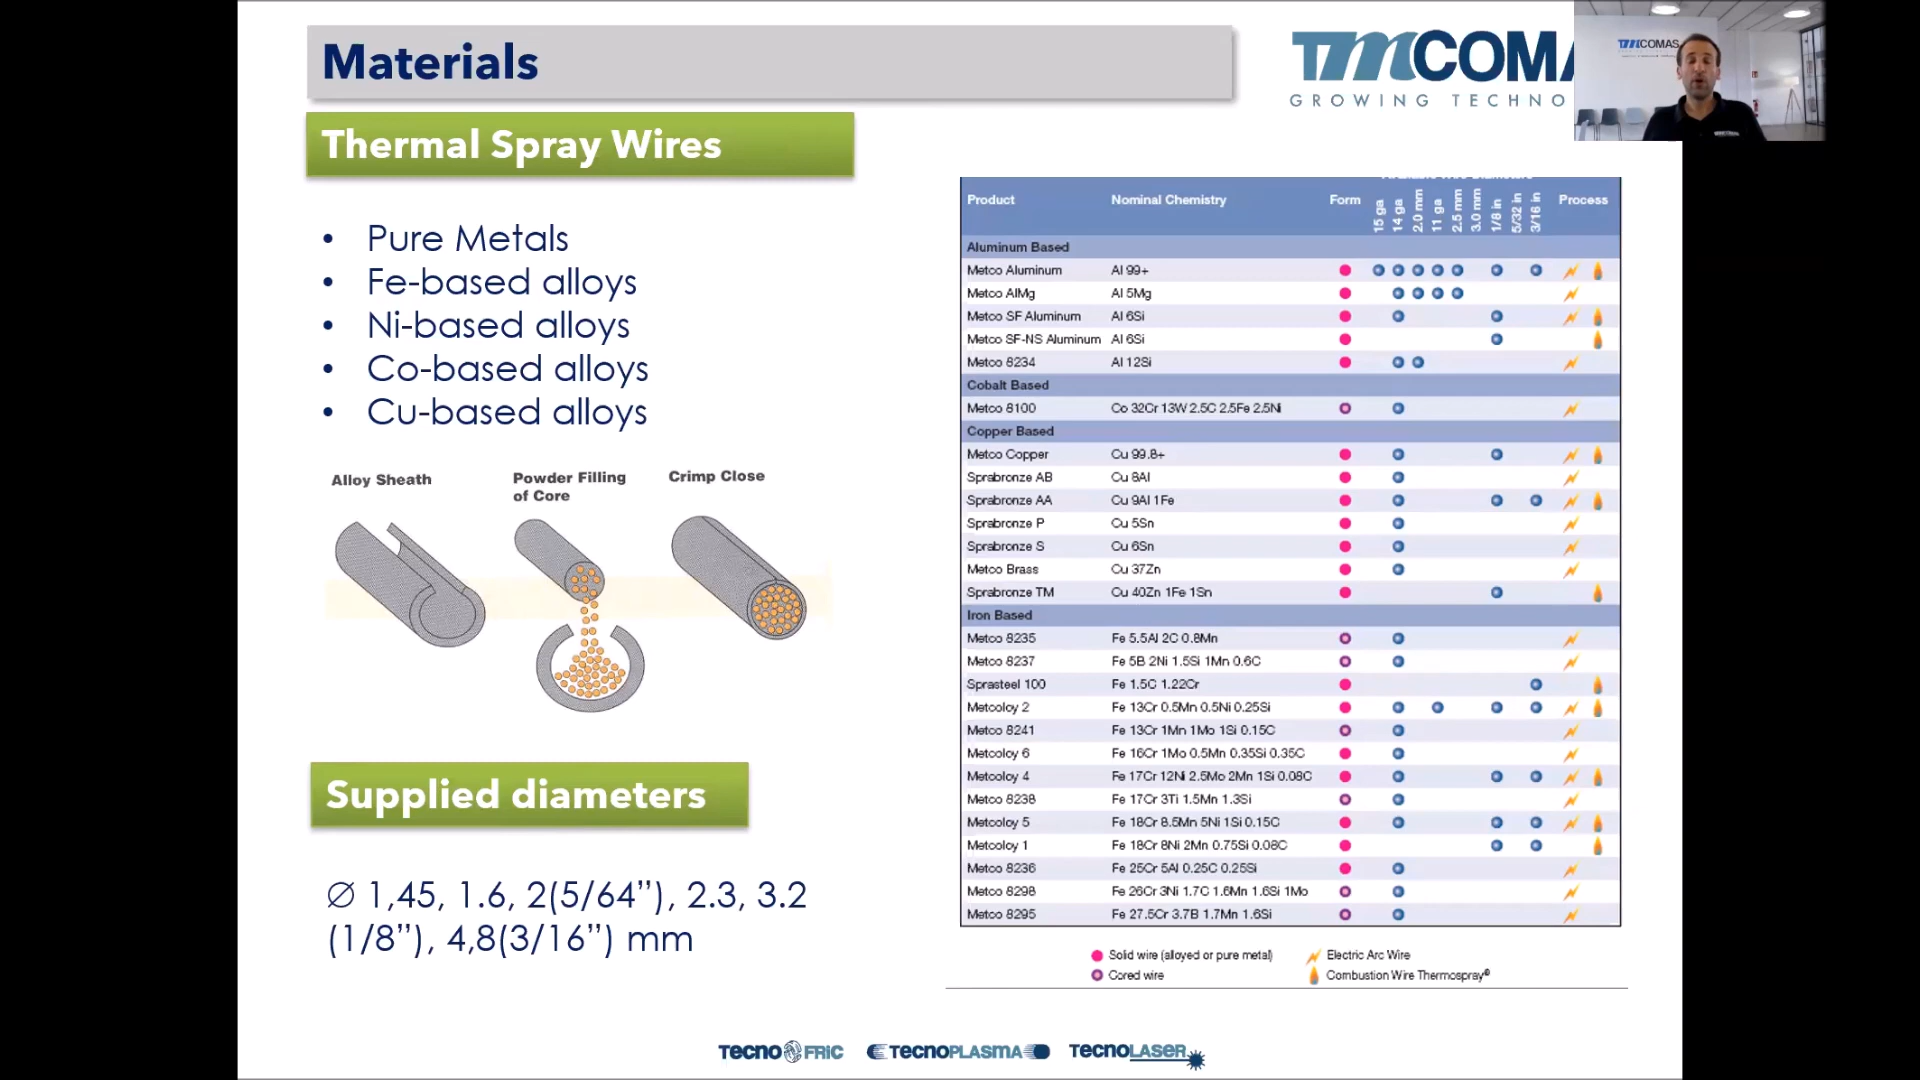 Materials
TMCOMA
GROWING TECHNO
TMCOMAS
Thermal Spray Wires
• Pure Metals
• Fe-based alloys
• Ni-based alloys
• Co-based alloys
• Cu-based alloys
Alloy Sheath
Powder Filling
of Core
Crimp Close
Supplied diameters
∅ 1,45, 1.6, 2(5/64”), 2.3, 3.2
(1/8”), 4,8(3/16”) mm
Product Nominal Chemistry Form 15 ga 14 ga 2.0 mm 11 ga 2.5 mm 3.0 mm 1/8 in 5/32 in 3/16 in Process
Aluminum Based
Metco Aluminum Al 99+
Metco AlMg Al 5Mg
Metco SF Aluminum Al 6Si
Metco SF-NS Aluminum Al 6Si
Metco 8234 Al 12Si
Cobalt Based
Metco 8100 Co 32Cr 13W 2.5C 2.5Fe 2.5Ni
Copper Based
Metco Copper Cu 99.8+
Sprabronze AB Cu 8Al
Sprabronze AA Cu 9Al 1Fe
Sprabronze P Cu 5Sn
Sprabronze S Cu 6Sn
Metco Brass Cu 37Zn
Sprabronze TM Cu 40Zn 1Fe 1Sn
Iron Based
Metco 8235 Fe 5.5Al 2C 0.8Mn
Metco 8237 Fe 5B 2Ni 1.5Si 1Mn 0.6C
Sprasteel 100 Fe 1.5C 1.22Cr
Metcoloy 2 Fe 13Cr 0.5Mn 0.5Ni 0.25Si
Metco 8241 Fe 13Cr 1Mn 1Mo 1Si 0.15C
Metcoloy 6 Fe 16Cr 1Mo 0.5Mn 0.35Si 0.35C
Metcoloy 4 Fe 17Cr 12Ni 2.5Mo 2Mn 1Si 0.08C
Metco 8238 Fe 17Cr 3Ti 1.5Mn 1.3Si
Metcoloy 5 Fe 18Cr 8.5Mn 5Ni 1Si 0.15C
Metcoloy 1 Fe 18Cr 8Ni 2Mn 0.75Si 0.08C
Metco 8236 Fe 25Cr 5Al 0.25C 0.25Si
Metco 8298 Fe 26Cr 3Ni 1.7C 1.6Mn 1.6Si 1Mo
Metco 8295 Fe 27.5Cr 3.7B 1.7Mn 1.6Si
Solid wire (alloyed or pure metal) Electric Arc Wire
Cored wire Combustion Wire Thermospray®
TECNOFRIC TECNOPLASMA TECNOLASER